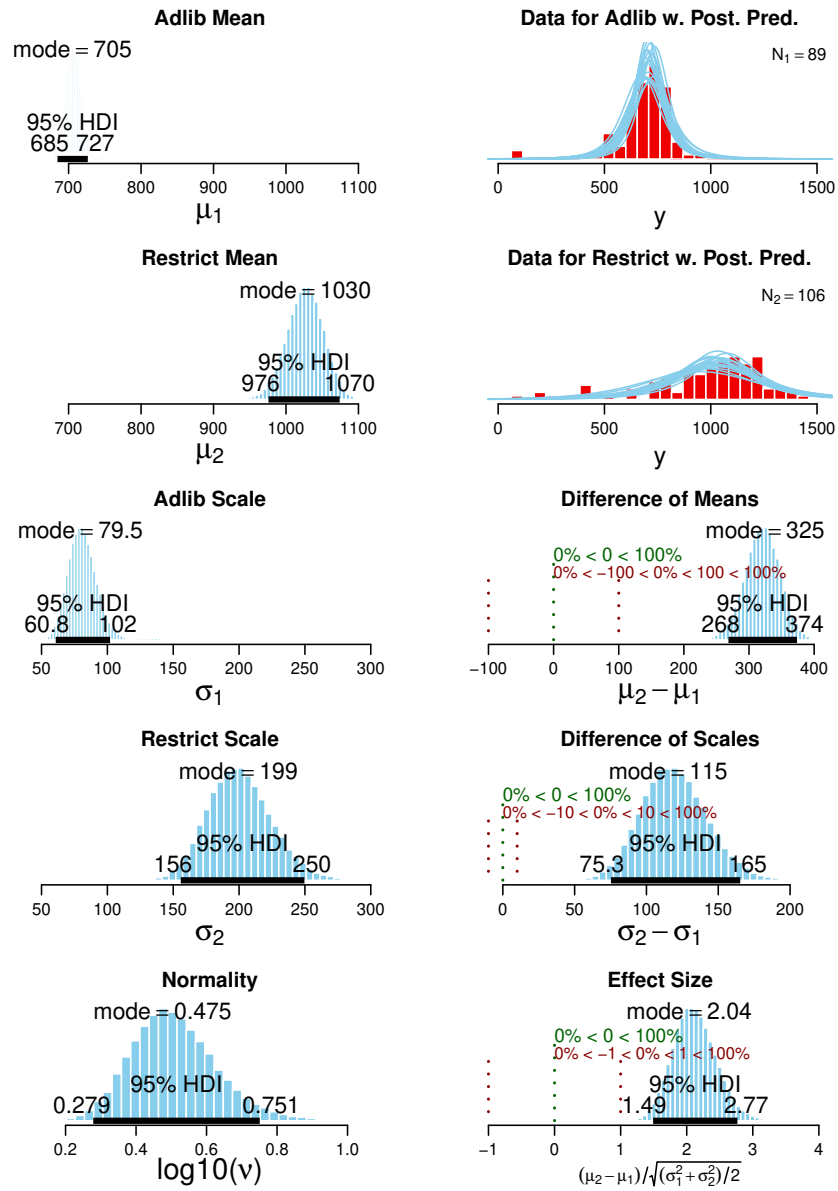 Adlib Mean
mode = 705
95% HDI
685 727
700 800 900 1000 1100
μ1
Data for Adlib w. Post. Pred.
N1 = 89
0 500 1000 1500
y
Restrict Mean
mode = 1030
95% HDI
976 1070
700 800 900 1000 1100
μ2
Data for Restrict w. Post. Pred.
N2 = 106
0 500 1000 1500
y
Adlib Scale
mode = 79.5
95% HDI
60.8 102
50 100 150 200 250 300
σ1
Difference of Means
mode = 325
0% < 0 < 100%
0% < −100 < 0% < 100 < 100%
95% HDI
268 374
−100 0 100 200 300 400
μ2 − μ1
Restrict Scale
mode = 199
95% HDI
156 250
50 100 150 200 250 300
σ2
Difference of Scales
mode = 115
0% < 0 < 100%
0% < −10 < 0% < 10 < 100%
95% HDI
75.3 165
0 50 100 150 200
σ2 − σ1
Normality
mode = 0.475
95% HDI
0.279 0.751
0.2 0.4 0.6 0.8 1.0
log10(ν)
Effect Size
mode = 2.04
0% < 0 < 100%
0% < −1 < 0% < 1 < 100%
95% HDI
1.49 2.77
−1 0 1 2 3 4
(μ2 − μ1)/√(σ1² + σ2²)/2